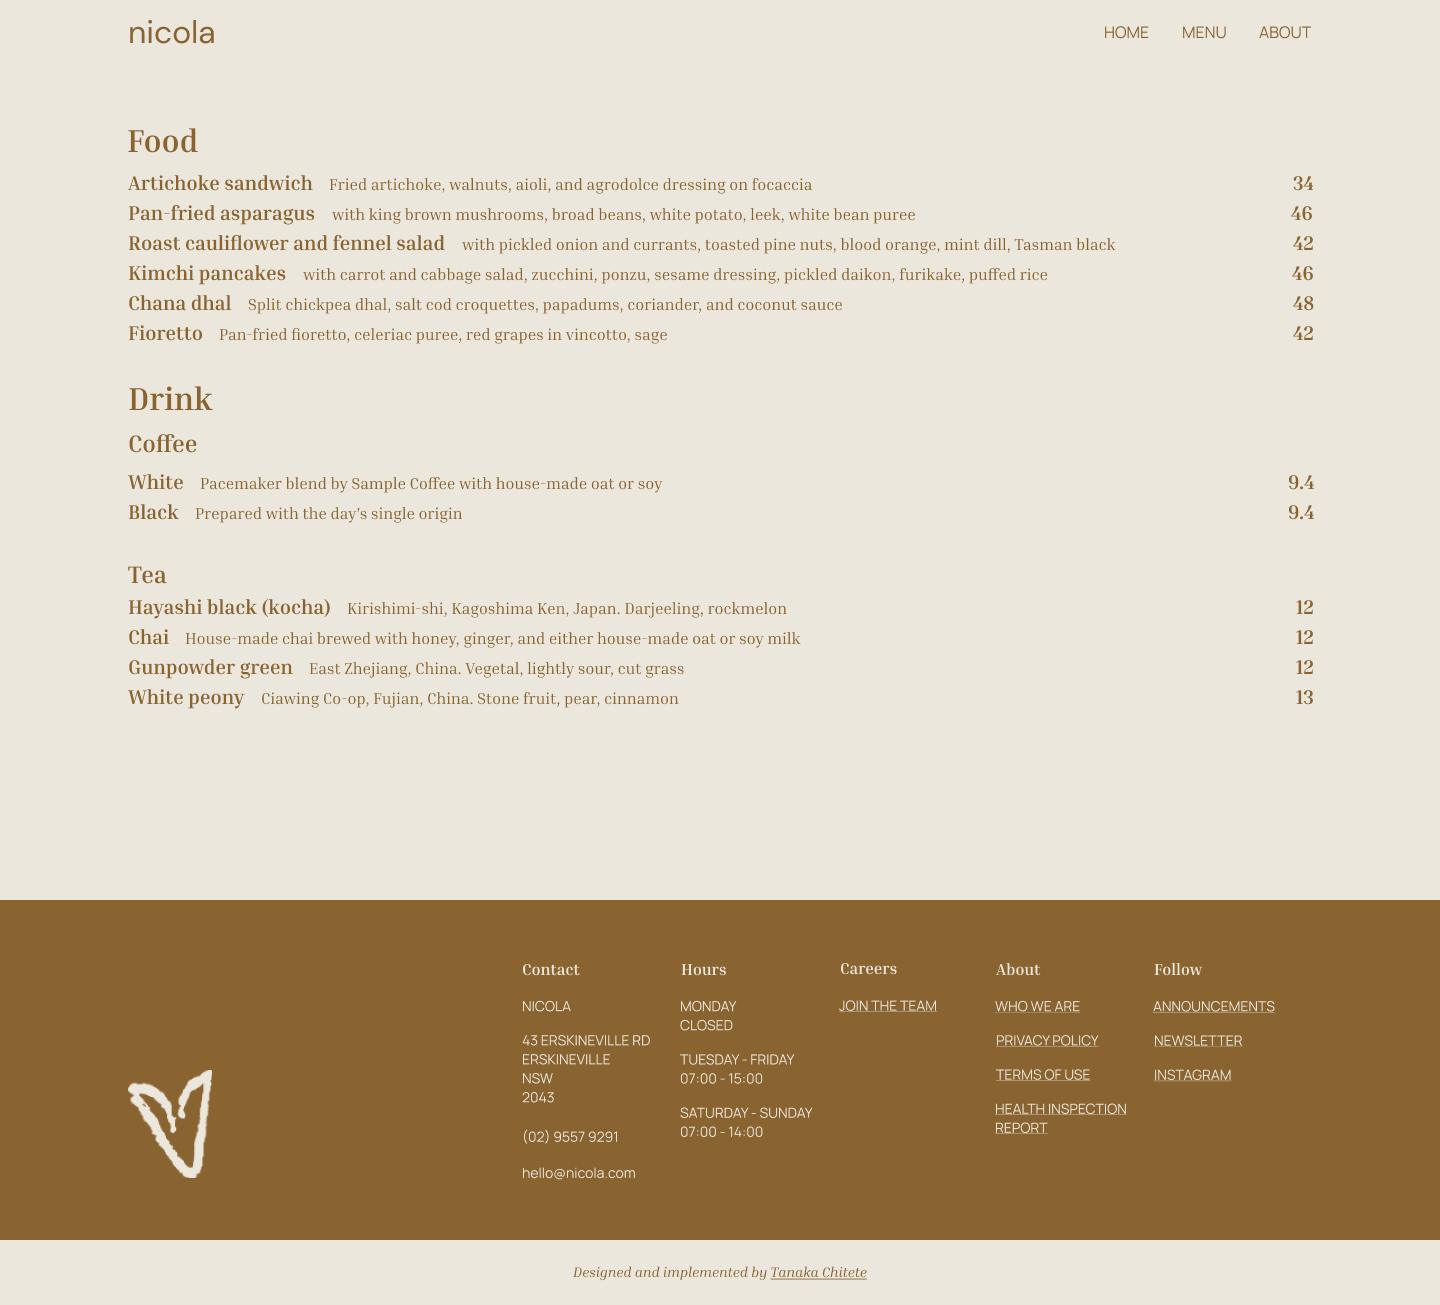 nicola
HOME MENU ABOUT
Food
Artichoke sandwich Fried artichoke, walnuts, aioli, and agrodolce dressing on focaccia 34
Pan-fried asparagus with king brown mushrooms, broad beans, white potato, leek, white bean puree 46
Roast cauliflower and fennel salad with pickled onion and currants, toasted pine nuts, blood orange, mint dill, Tasman black 42
Kimchi pancakes with carrot and cabbage salad, zucchini, ponzu, sesame dressing, pickled daikon, furikake, puffed rice 46
Chana dhal Split chickpea dhal, salt cod croquettes, papadums, coriander, and coconut sauce 48
Fioretto Pan-fried fioretto, celeriac puree, red grapes in vincotto, sage 42
Drink
Coffee
White Pacemaker blend by Sample Coffee with house-made oat or soy 9.4
Black Prepared with the day’s single origin 9.4
Tea
Hayashi black (kocha) Kirishimi-shi, Kagoshima Ken, Japan. Darjeeling, rockmelon 12
Chai House-made chai brewed with honey, ginger, and either house-made oat or soy milk 12
Gunpowder green East Zhejiang, China. Vegetal, lightly sour, cut grass 12
White peony Ciawing Co-op, Fujian, China. Stone fruit, pear, cinnamon 13
Contact
NICOLA
43 ERSKINEVILLE RD
ERSKINEVILLE
NSW
2043
(02) 9557 9291
hello@nicola.com
Hours
MONDAY
CLOSED
TUESDAY - FRIDAY
07:00 - 15:00
SATURDAY - SUNDAY
07:00 - 14:00
Careers
JOIN THE TEAM
About
WHO WE ARE
PRIVACY POLICY
TERMS OF USE
HEALTH INSPECTION
REPORT
Follow
ANNOUNCEMENTS
NEWSLETTER
INSTAGRAM
Designed and implemented by Tanaka Chitete